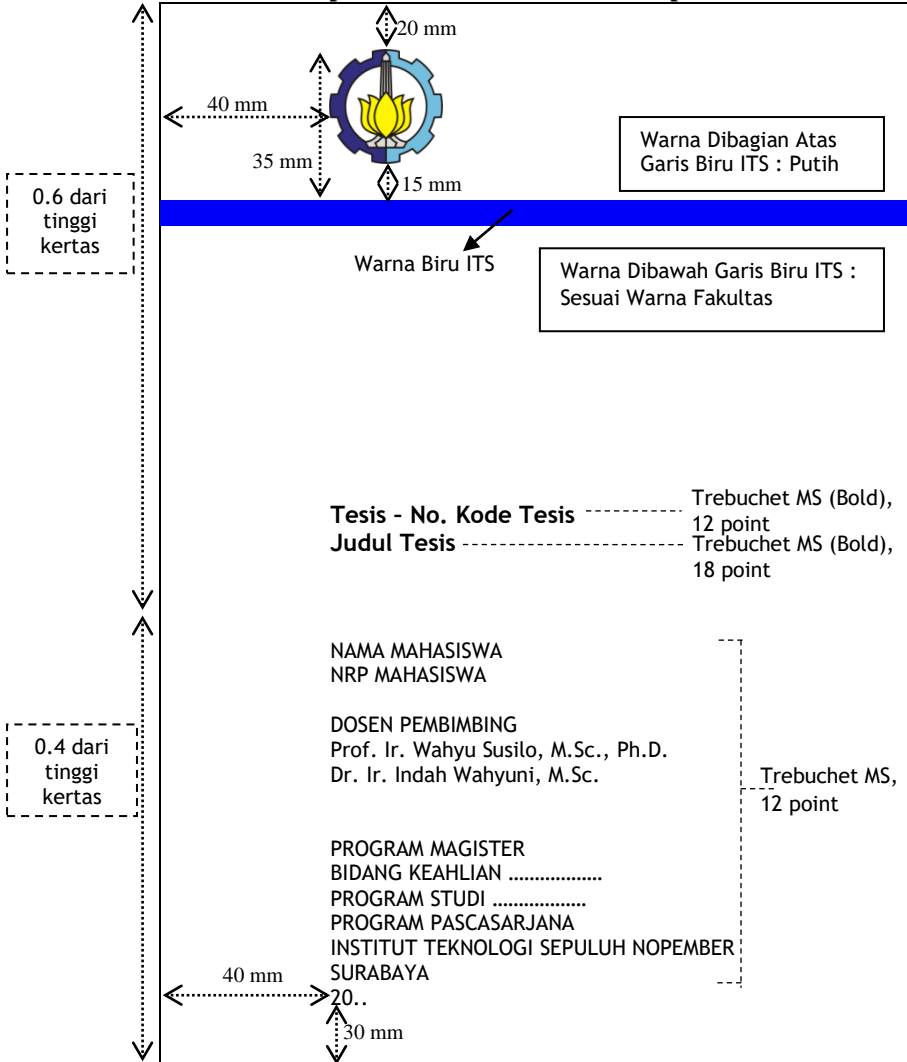 20 mm
40 mm
35 mm
15 mm
Warna Dibagian Atas
Garis Biru ITS : Putih
0.6 dari
tinggi
kertas
Warna Biru ITS
Warna Dibawah Garis Biru ITS :
Sesuai Warna Fakultas
Tesis – No. Kode Tesis
Trebuchet MS (Bold),
12 point
Judul Tesis
Trebuchet MS (Bold),
18 point
NAMA MAHASISWA
NRP MAHASISWA
DOSEN PEMBIMBING
Prof. Ir. Wahyu Susilo, M.Sc., Ph.D.
Dr. Ir. Indah Wahyuni, M.Sc.
0.4 dari
tinggi
kertas
Trebuchet MS,
12 point
PROGRAM MAGISTER
BIDANG KEAHLIAN ...................
PROGRAM STUDI ...................
PROGRAM PASCASARJANA
INSTITUT TEKNOLOGI SEPULUH NOPEMBER
SURABAYA
20..
40 mm
30 mm